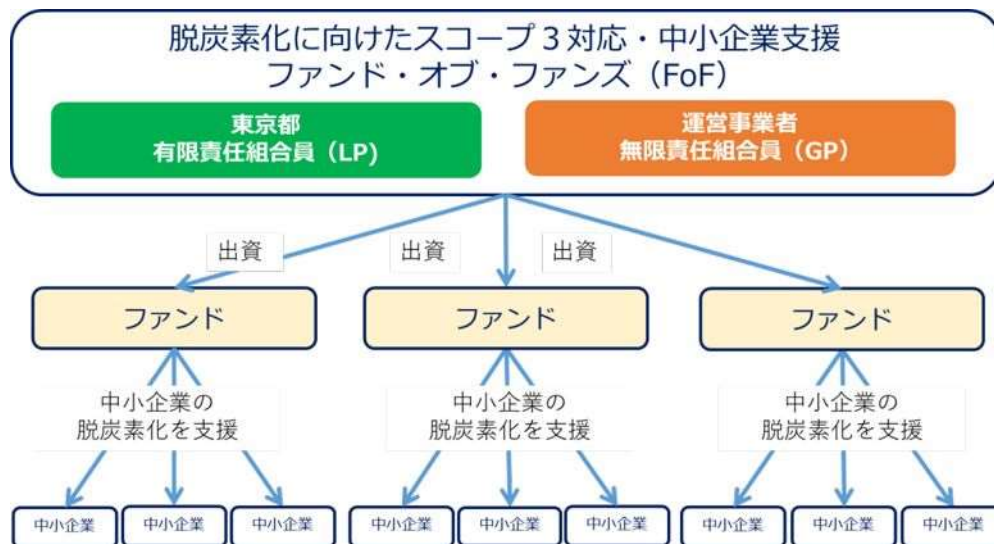 脱炭素化に向けたスコープ３対応・中小企業支援
ファンド・オブ・ファンズ（FoF）
東京都
有限責任組合員（LP)
運営事業者
無限責任組合員（GP）
出資
出資
出資
ファンド
ファンド
ファンド
中小企業の
脱炭素化を支援
中小企業の
脱炭素化を支援
中小企業の
脱炭素化を支援
中小企業
中小企業
中小企業
中小企業
中小企業
中小企業
中小企業
中小企業
中小企業